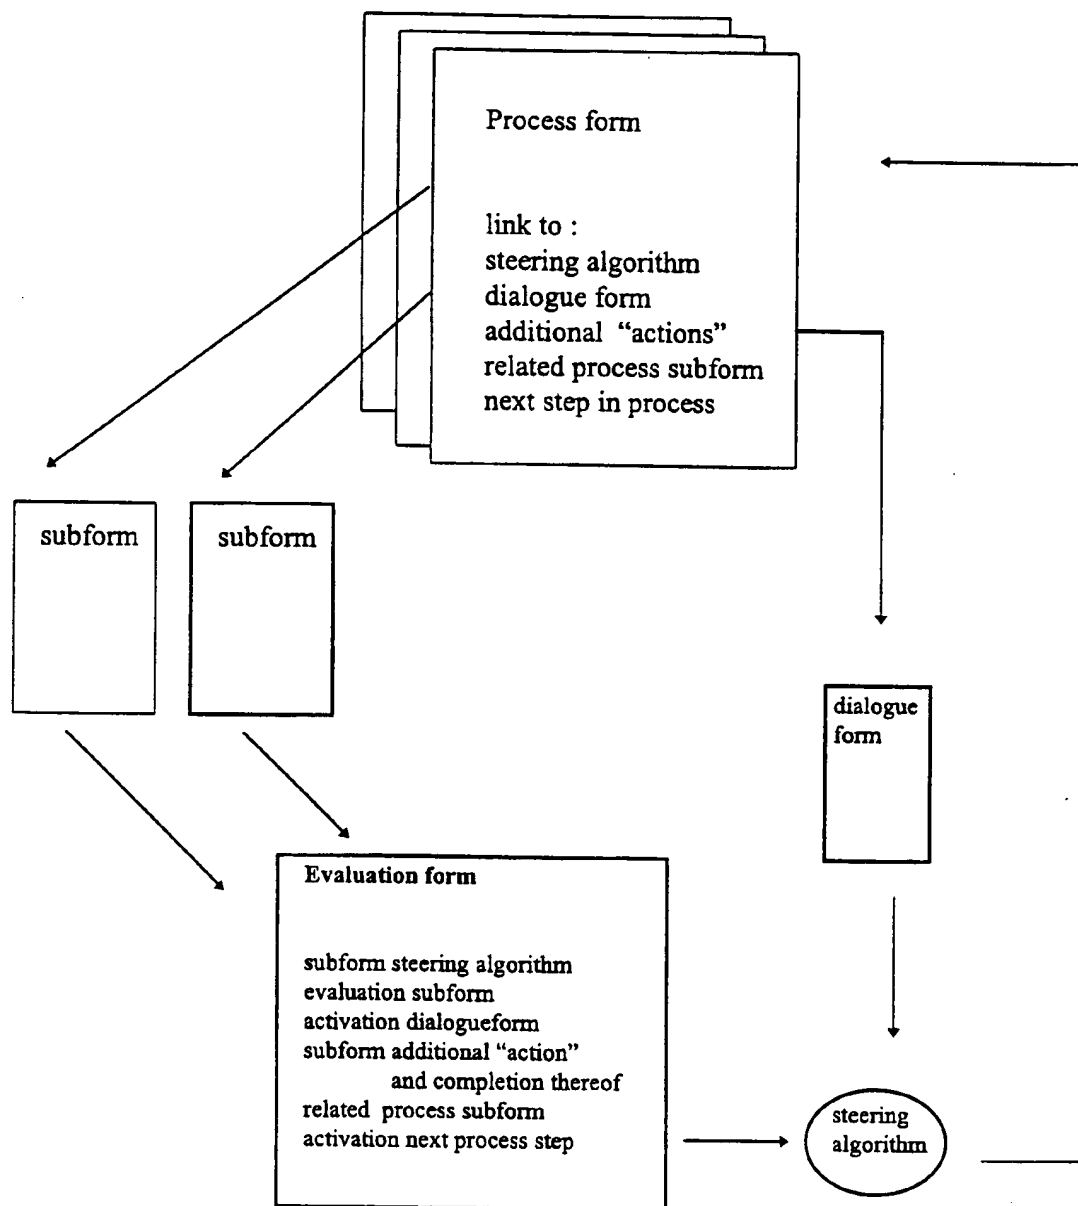 Process form
link to :
steering algorithm
dialogue form
additional “actions”
related process subform
next step in process
subform
subform
dialogue
form
Evaluation form
subform steering algorithm
evaluation subform
activation dialogueform
subform additional “action”
and completion thereof
related process subform
activation next process step
steering
algorithm